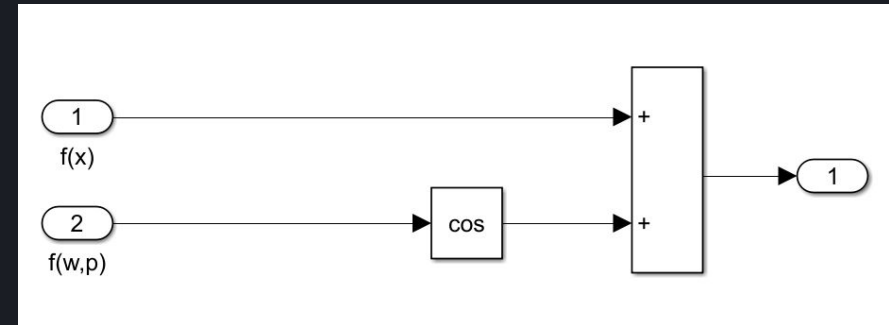 1
f(x)
+
2
f(w,p)
cos
+
1